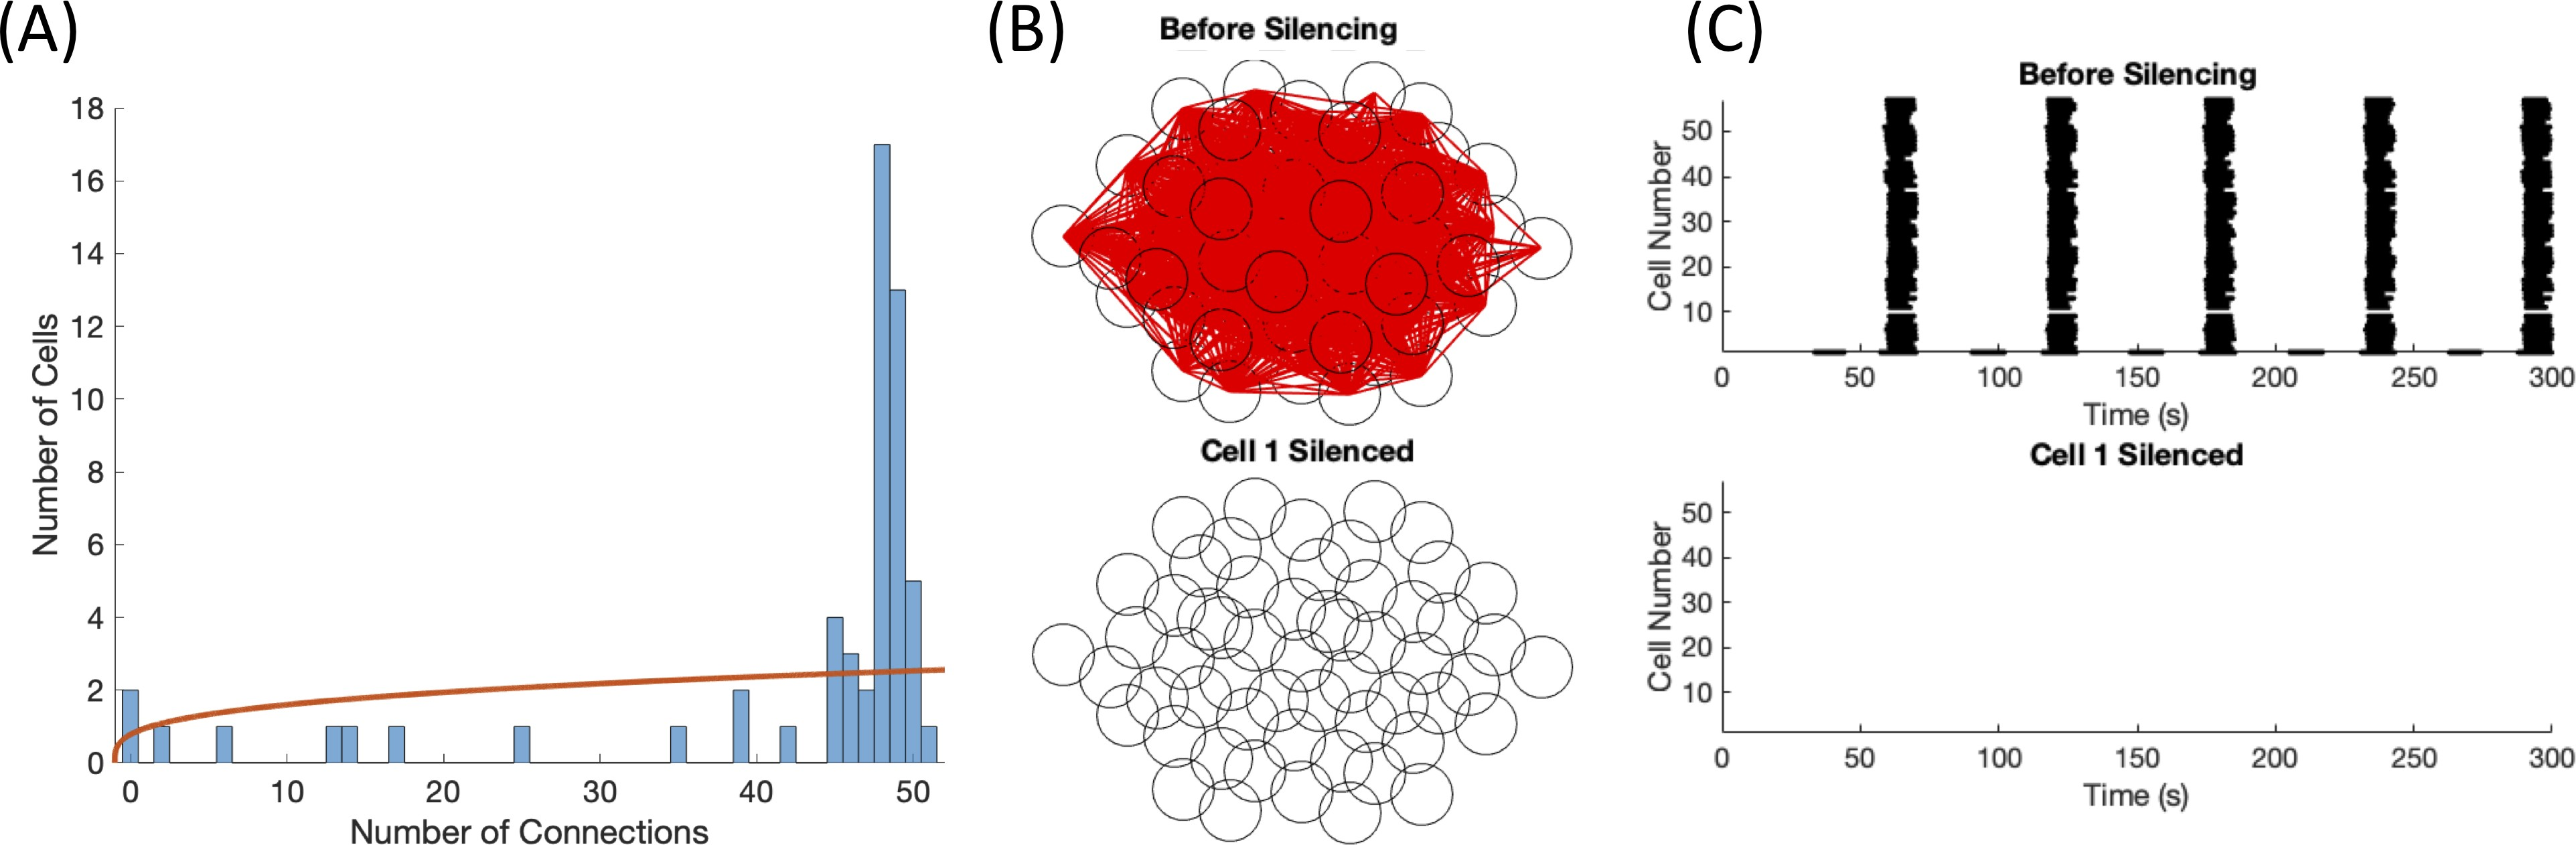 (A)
18
16
14
12
10
8
6
4
2
0
Number of Cells
0 10 20 30 40 50
Number of Connections
(B)
Before Silencing
Cell 1 Silenced
(C)
Before Silencing
50
40
30
20
10
Cell Number
0 50 100 150 200 250 300
Time (s)
Cell 1 Silenced
50
40
30
20
10
Cell Number
0 50 100 150 200 250 300
Time (s)